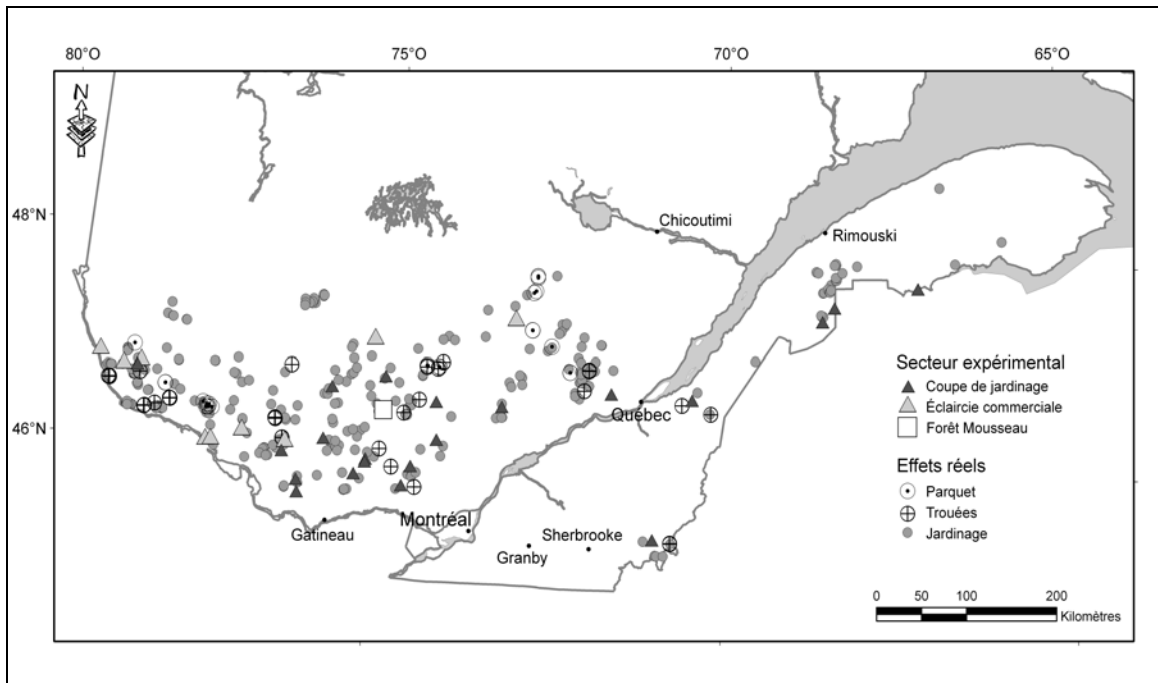 80°O 75°O 70°O 65°O
N
48°N
46°N
Chicoutimi
Rimouski
Québec
Montréal
Gatineau
Sherbrooke
Granby
Secteur expérimental
Coupe de jardinage
Éclaircie commerciale
Forêt Mousseau
Effets réels
Parquet
Trouées
Jardinage
0 50 100 200
Kilomètres